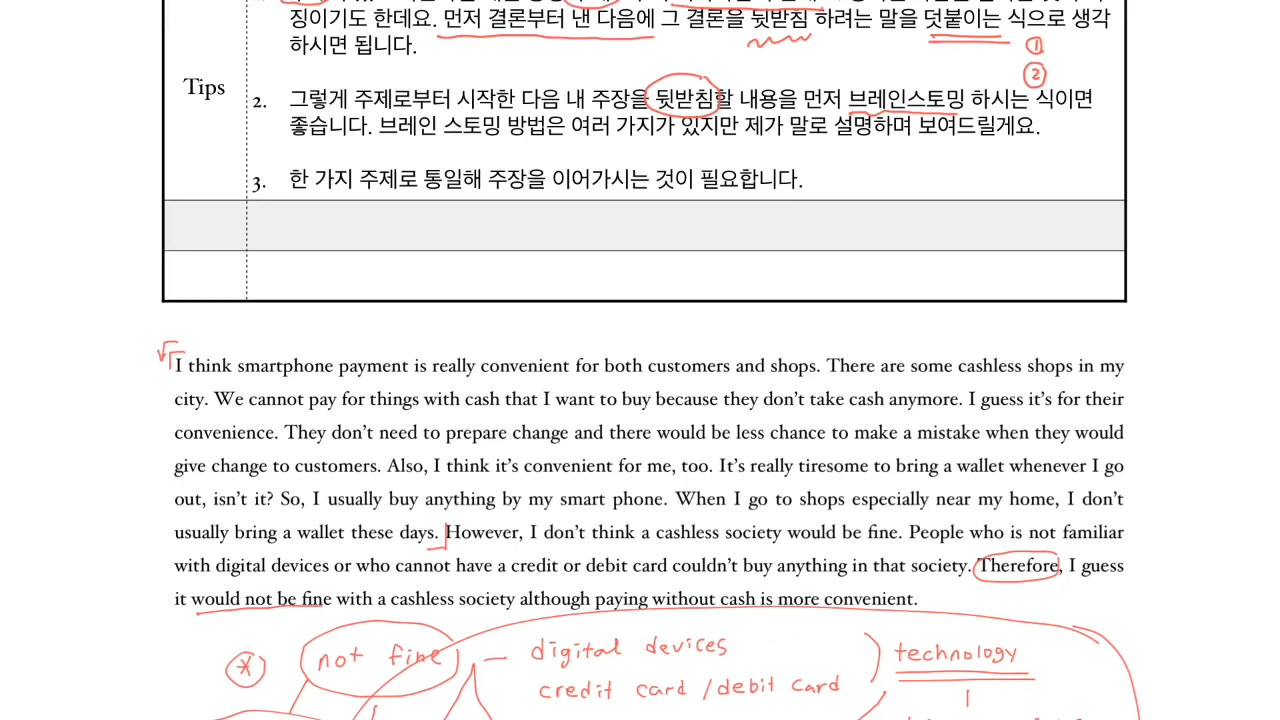 징이기도 한데요. 먼저 결론부터 낸 다음에 그 결론을 뒷받침 하려는 말을 덧붙이는 식으로 생각
하시면 됩니다.
①
②
Tips
2. 그렇게 주제로부터 시작한 다음 내 주장을 뒷받침할 내용을 먼저 브레인스토밍 하시는 식이면
좋습니다. 브레인 스토밍 방법은 여러 가지가 있지만 제가 말로 설명하며 보여드릴게요.
3. 한 가지 주제로 통일해 주장을 이어가시는 것이 필요합니다.
I think smartphone payment is really convenient for both customers and shops. There are some cashless shops in my
city. We cannot pay for things with cash that I want to buy because they don’t take cash anymore. I guess it’s for their
convenience. They don’t need to prepare change and there would be less chance to make a mistake when they would
give change to customers. Also, I think it’s convenient for me, too. It’s really tiresome to bring a wallet whenever I go
out, isn’t it? So, I usually buy anything by my smart phone. When I go to shops especially near my home, I don’t
usually bring a wallet these days. However, I don’t think a cashless society would be fine. People who is not familiar
with digital devices or who cannot have a credit or debit card couldn’t buy anything in that society. Therefore, I guess
it would not be fine with a cashless society although paying without cash is more convenient.
not fine — digital devices
technology
credit card / debit card